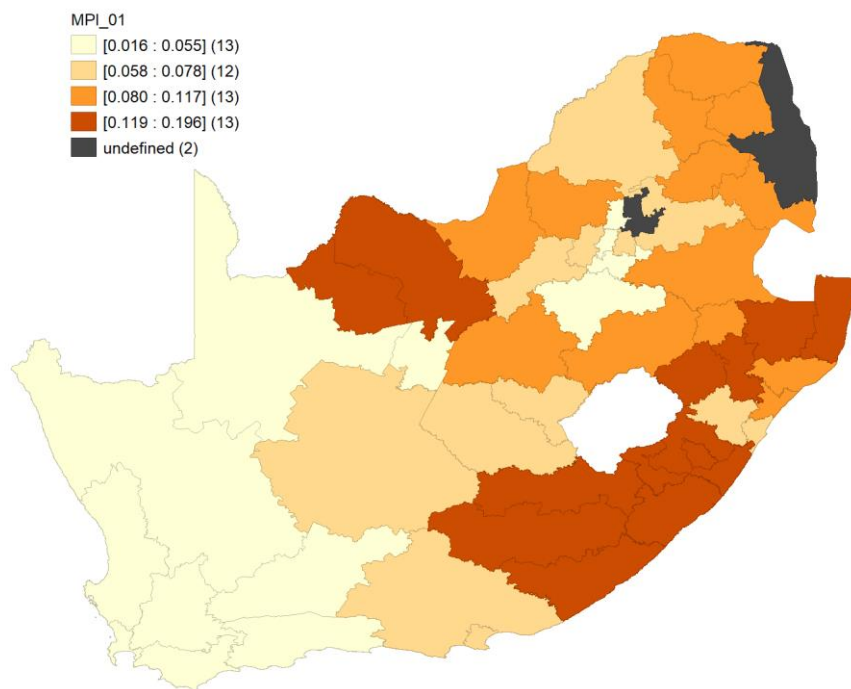 MPI_01
[0.016 : 0.055] (13)
[0.058 : 0.078] (12)
[0.080 : 0.117] (13)
[0.119 : 0.196] (13)
undefined (2)